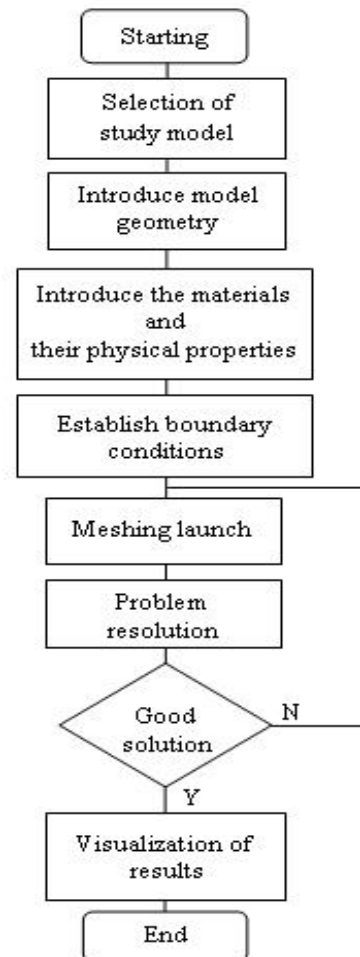 Starting
Selection of
study model
Introduce model
geometry
Introduce the materials
and
their physical properties
Establish boundary
conditions
Meshing launch
Problem
resolution
Good
solution
N
Y
Visualization of
results
End